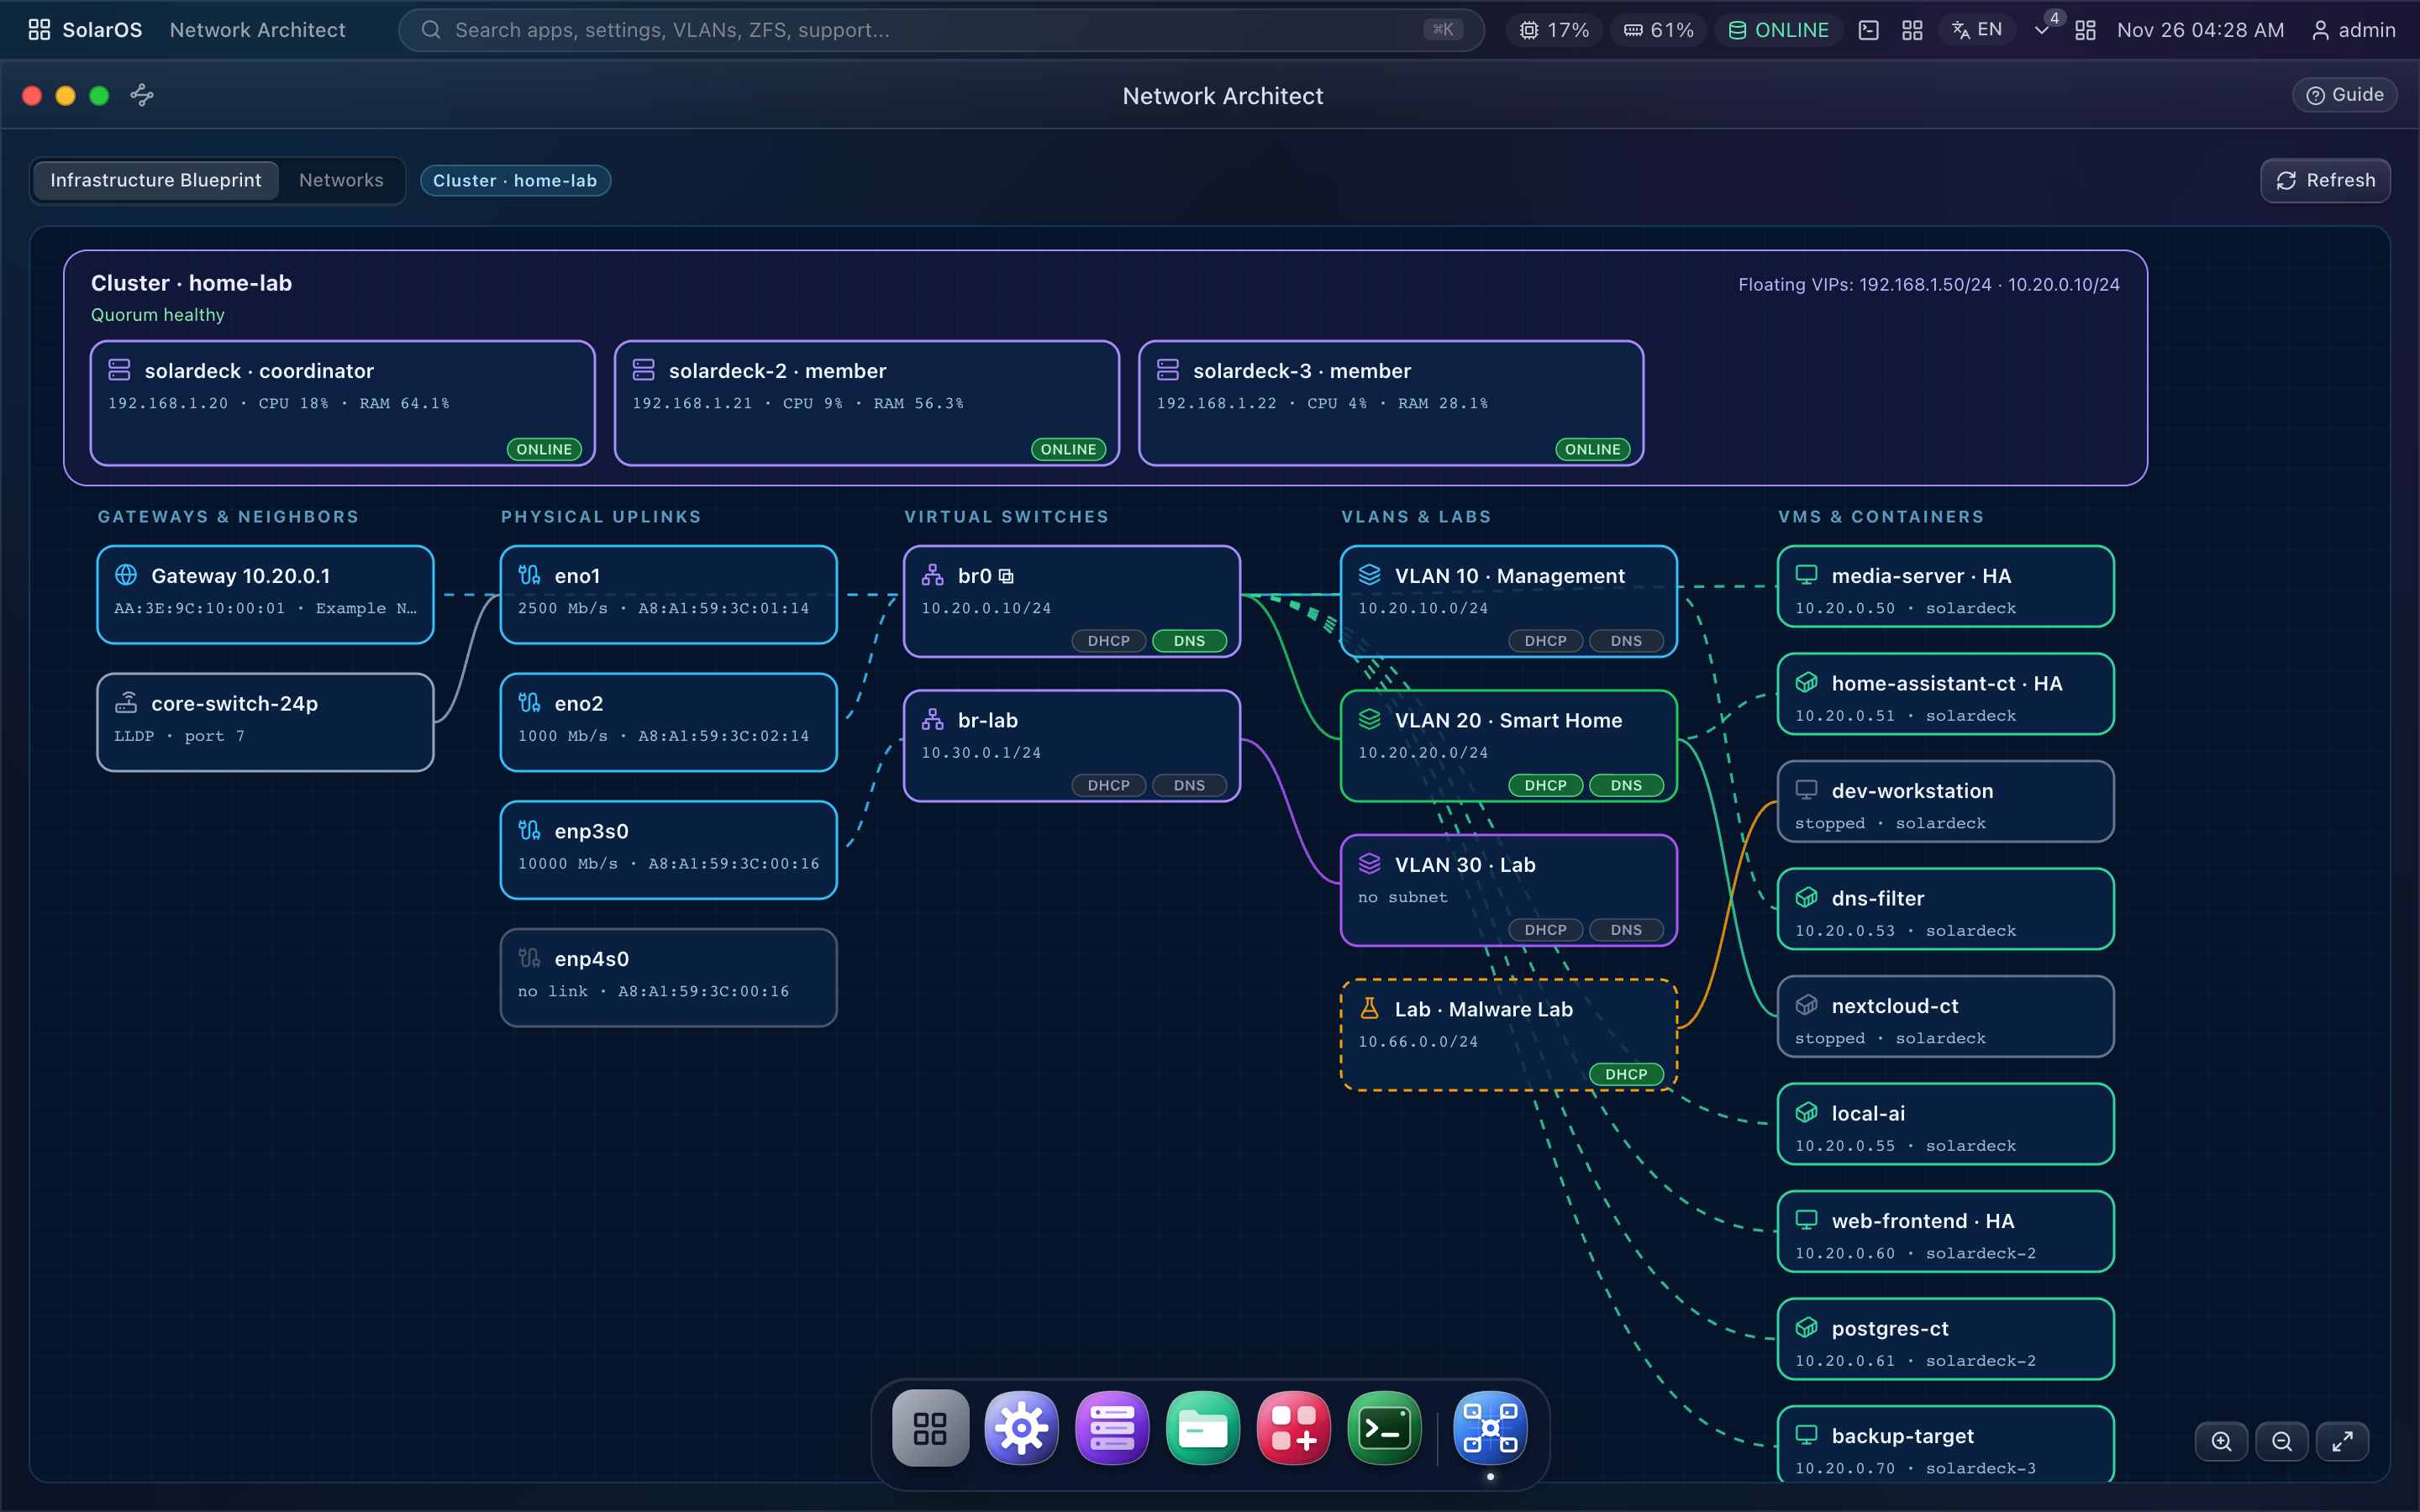 SolarOS
Network Architect
Search apps, settings, VLANs, ZFS, support...
⌘K
17%
61%
ONLINE
EN
4
Nov 26 04:28 AM
admin
Network Architect
Guide
Infrastructure Blueprint
Networks
Cluster · home-lab
Refresh
Cluster · home-lab
Floating VIPs: 192.168.1.50/24 · 10.20.0.10/24
Quorum healthy
solardeck · coordinator
192.168.1.20 · CPU 18% · RAM 64.1%
ONLINE
solardeck-2 · member
192.168.1.21 · CPU 9% · RAM 56.3%
ONLINE
solardeck-3 · member
192.168.1.22 · CPU 4% · RAM 28.1%
ONLINE
GATEWAYS & NEIGHBORS
Gateway 10.20.0.1
AA:3E:9C:10:00:01 · Example N…
core-switch-24p
LLDP · port 7
PHYSICAL UPLINKS
eno1
2500 Mb/s · A8:A1:59:3C:01:14
eno2
1000 Mb/s · A8:A1:59:3C:02:14
enp3s0
10000 Mb/s · A8:A1:59:3C:00:16
enp4s0
no link · A8:A1:59:3C:00:16
VIRTUAL SWITCHES
br0
10.20.0.10/24
DHCP DNS
br-lab
10.30.0.1/24
DHCP DNS
VLANS & LABS
VLAN 10 · Management
10.20.10.0/24
DHCP DNS
VLAN 20 · Smart Home
10.20.20.0/24
DHCP DNS
VLAN 30 · Lab
no subnet
DHCP DNS
Lab · Malware Lab
10.66.0.0/24
DHCP
VMS & CONTAINERS
media-server · HA
10.20.0.50 · solardeck
home-assistant-ct · HA
10.20.0.51 · solardeck
dev-workstation
stopped · solardeck
dns-filter
10.20.0.53 · solardeck
nextcloud-ct
stopped · solardeck
local-ai
10.20.0.55 · solardeck
web-frontend · HA
10.20.0.60 · solardeck-2
postgres-ct
10.20.0.61 · solardeck-2
backup-target
10.20.0.70 · solardeck-3